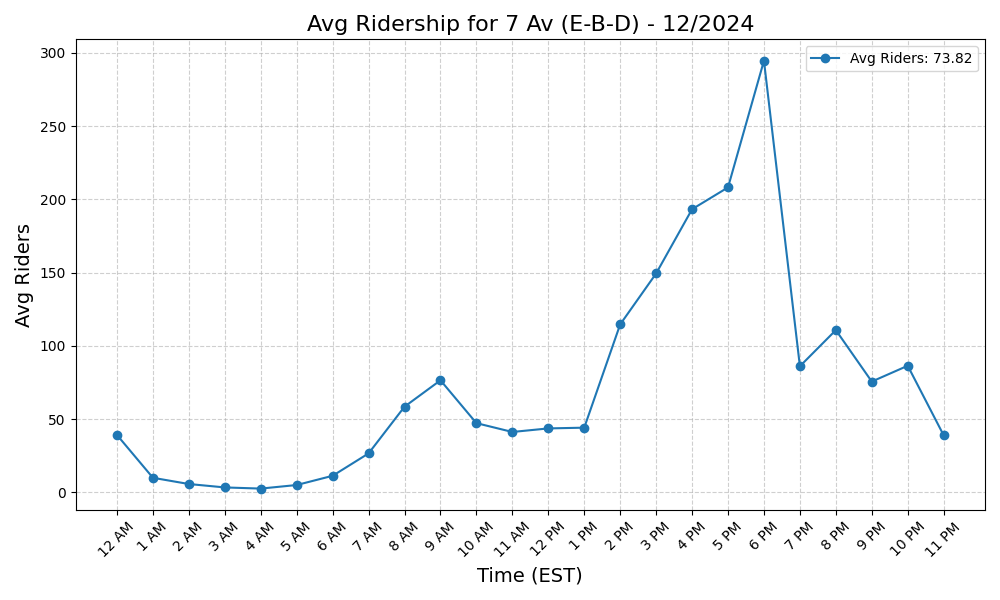 Avg Ridership for 7 Av (E-B-D) - 12/2024
Avg Riders: 73.82
300
250
200
150
100
50
0
Avg Riders
12 AM
1 AM
2 AM
3 AM
4 AM
5 AM
6 AM
7 AM
8 AM
9 AM
10 AM
11 AM
12 PM
1 PM
2 PM
3 PM
4 PM
5 PM
6 PM
7 PM
8 PM
9 PM
10 PM
11 PM
Time (EST)